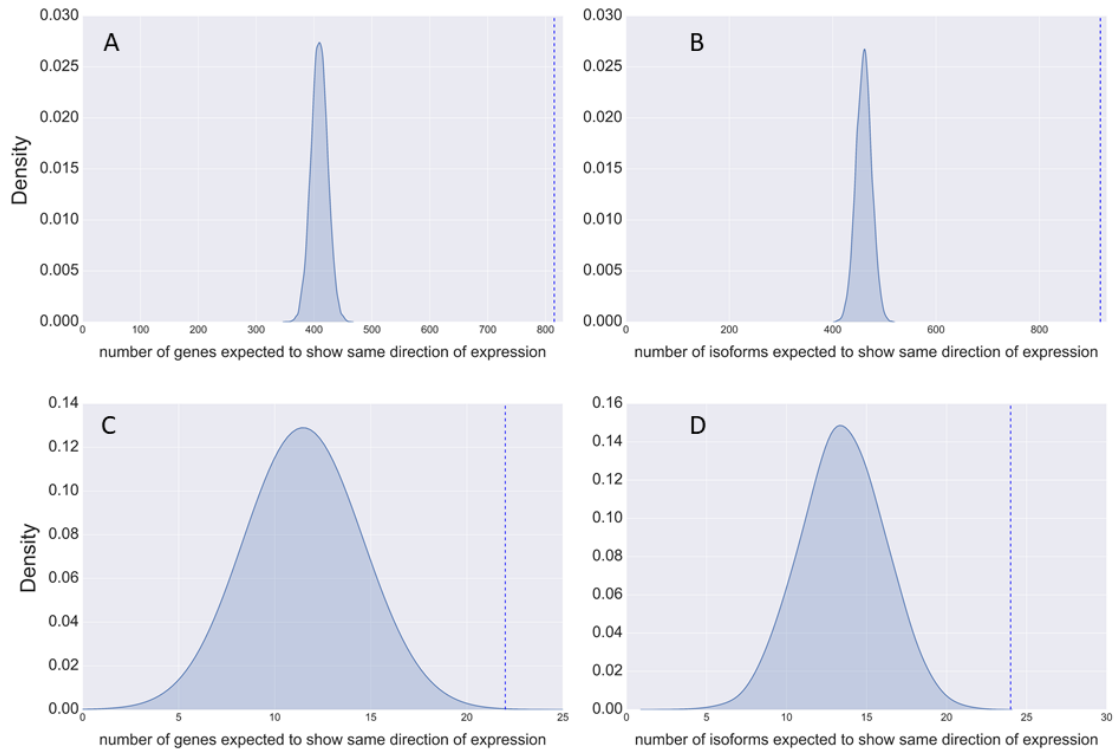 A
0.030
0.025
0.020
0.015
0.010
0.005
0.000
Density
0 100 200 300 400 500 600 700 800
number of genes expected to show same direction of expression
B
0.030
0.025
0.020
0.015
0.010
0.005
0.000
0 200 400 600 800
number of isoforms expected to show same direction of expression
C
0.14
0.12
0.10
0.08
0.06
0.04
0.02
0.00
Density
0 5 10 15 20 25
number of genes expected to show same direction of expression
D
0.16
0.14
0.12
0.10
0.08
0.06
0.04
0.02
0.00
0 5 10 15 20 25 30
number of isoforms expected to show same direction of expression